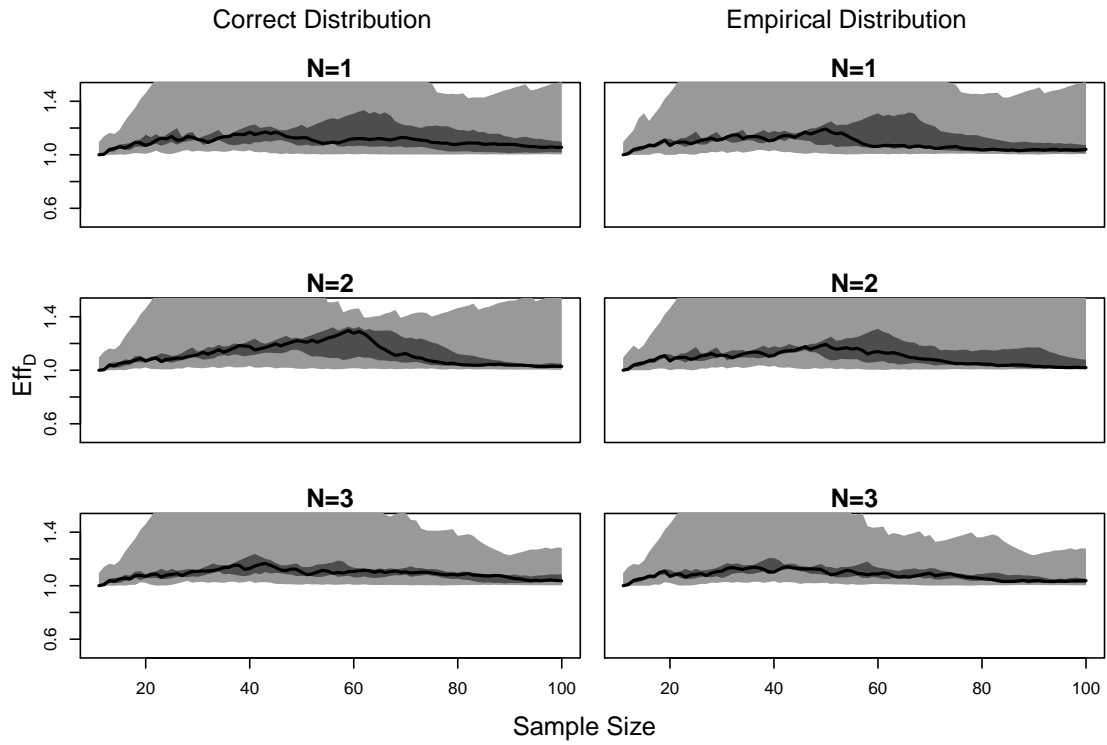 Correct Distribution Empirical Distribution
N=1 N=1
1.4
1.0
0.6
N=2 N=2
1.4
1.0
0.6
Eff_D
N=3 N=3
1.4
1.0
0.6
20 40 60 80 100 20 40 60 80 100
Sample Size